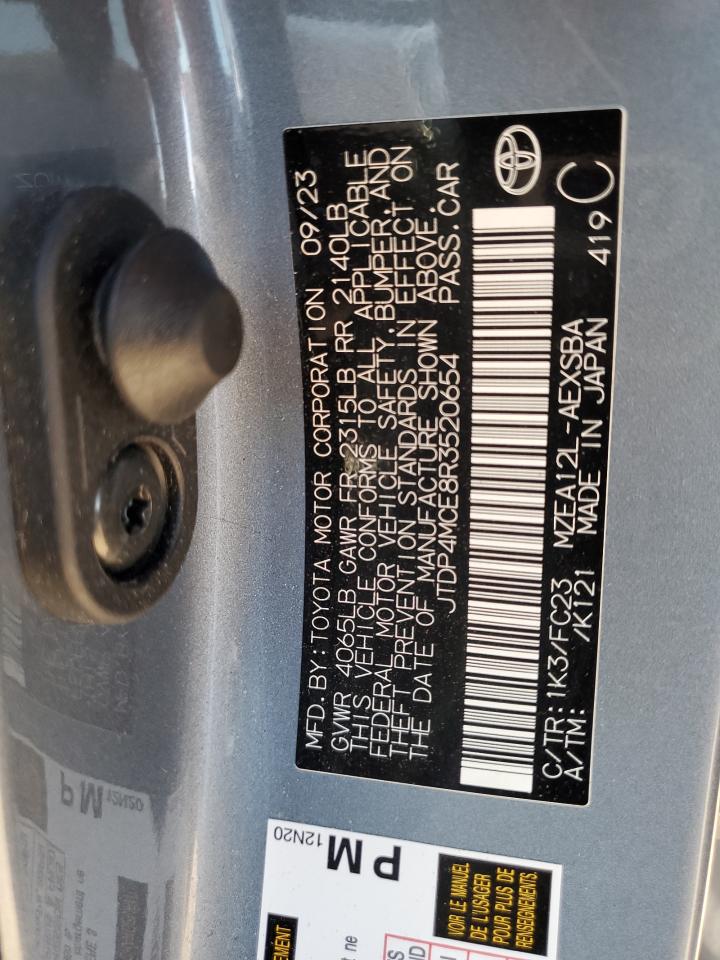 MFD. BY: TOYOTA MOTOR CORPORATION 09/23
GVWR 4065LB GAWR FR 2315LB RR 2140LB
THIS VEHICLE CONFORMS TO ALL APPLICABLE
FEDERAL MOTOR VEHICLE SAFETY, BUMPER, AND
THEFT PREVENTION STANDARDS IN EFFECT ON
THE DATE OF MANUFACTURE SHOWN ABOVE.
JTDP4MCE8R3520654 PASS. CAR
C/TR: 1K3/FC23 MZEA12L-AEXSBA 419C
A/TM: /K121 MADE IN JAPAN
PM
12N20
VOIR LE MANUEL
DE L'USAGER
POUR PLUS DE
RENSEIGNEMENTS.